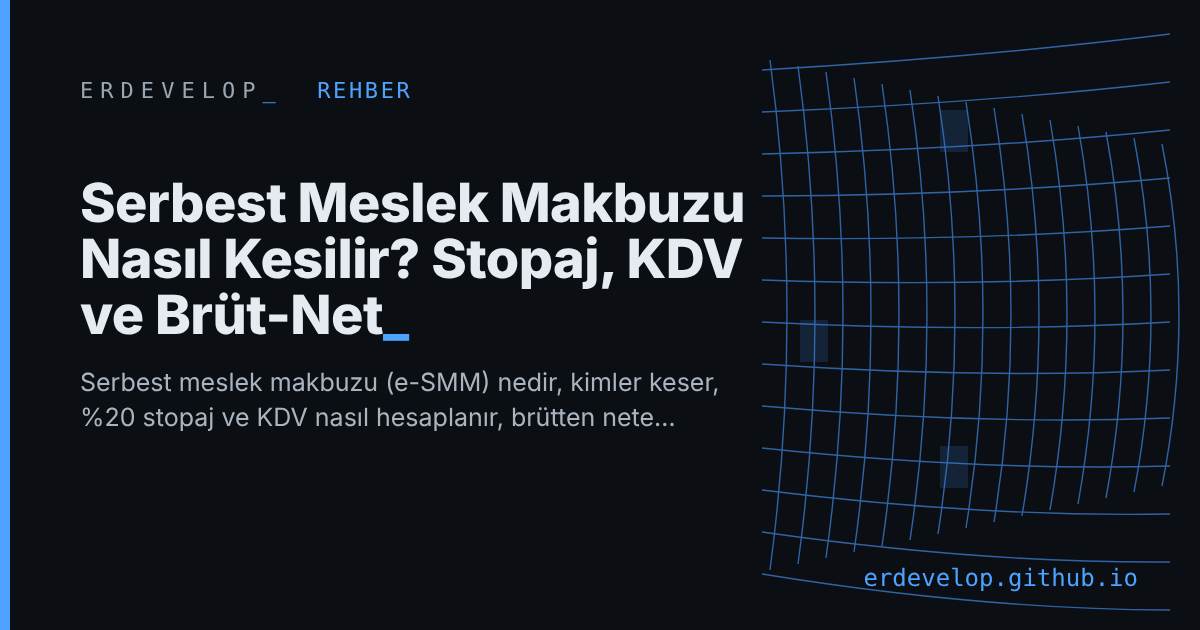 ERDEVELOP_ REHBER
Serbest Meslek Makbuzu
Nasıl Kesilir? Stopaj, KDV
ve Brüt-Net_
Serbest meslek makbuzu (e-SMM) nedir, kimler keser,
%20 stopaj ve KDV nasıl hesaplanır, brütten nete...
erdevelop.github.io